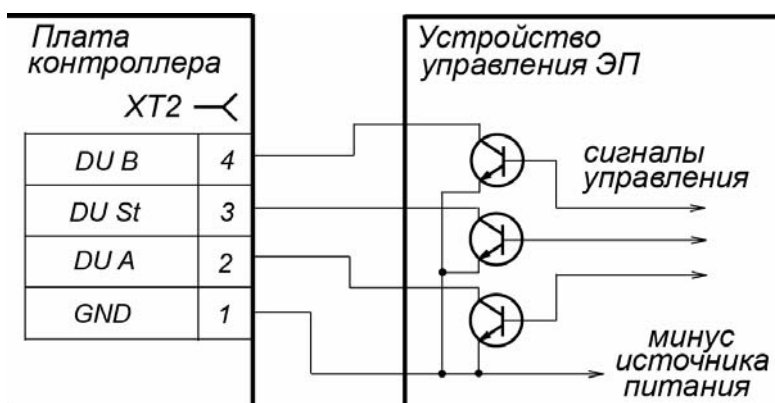 Плата
контроллера
XT2
DU B 4
DU St 3
DU A 2
GND 1
Устройство
управления ЭП
сигналы
управления
минус
источника
питания